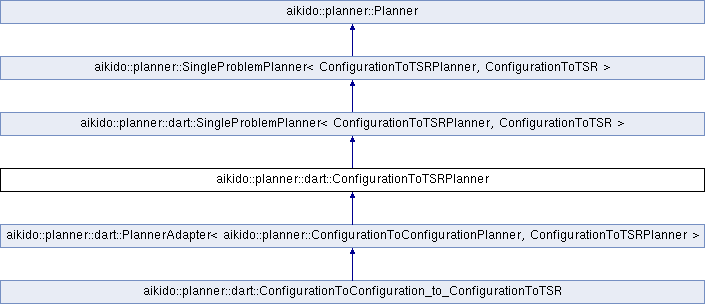 aikido::planner::Planner
aikido::planner::SingleProblemPlanner< ConfigurationToTSRPlanner, ConfigurationToTSR >
aikido::planner::dart::SingleProblemPlanner< ConfigurationToTSRPlanner, ConfigurationToTSR >
aikido::planner::dart::ConfigurationToTSRPlanner
aikido::planner::dart::PlannerAdapter< aikido::planner::ConfigurationToConfigurationPlanner, ConfigurationToTSRPlanner >
aikido::planner::dart::ConfigurationToConfiguration_to_ConfigurationToTSR